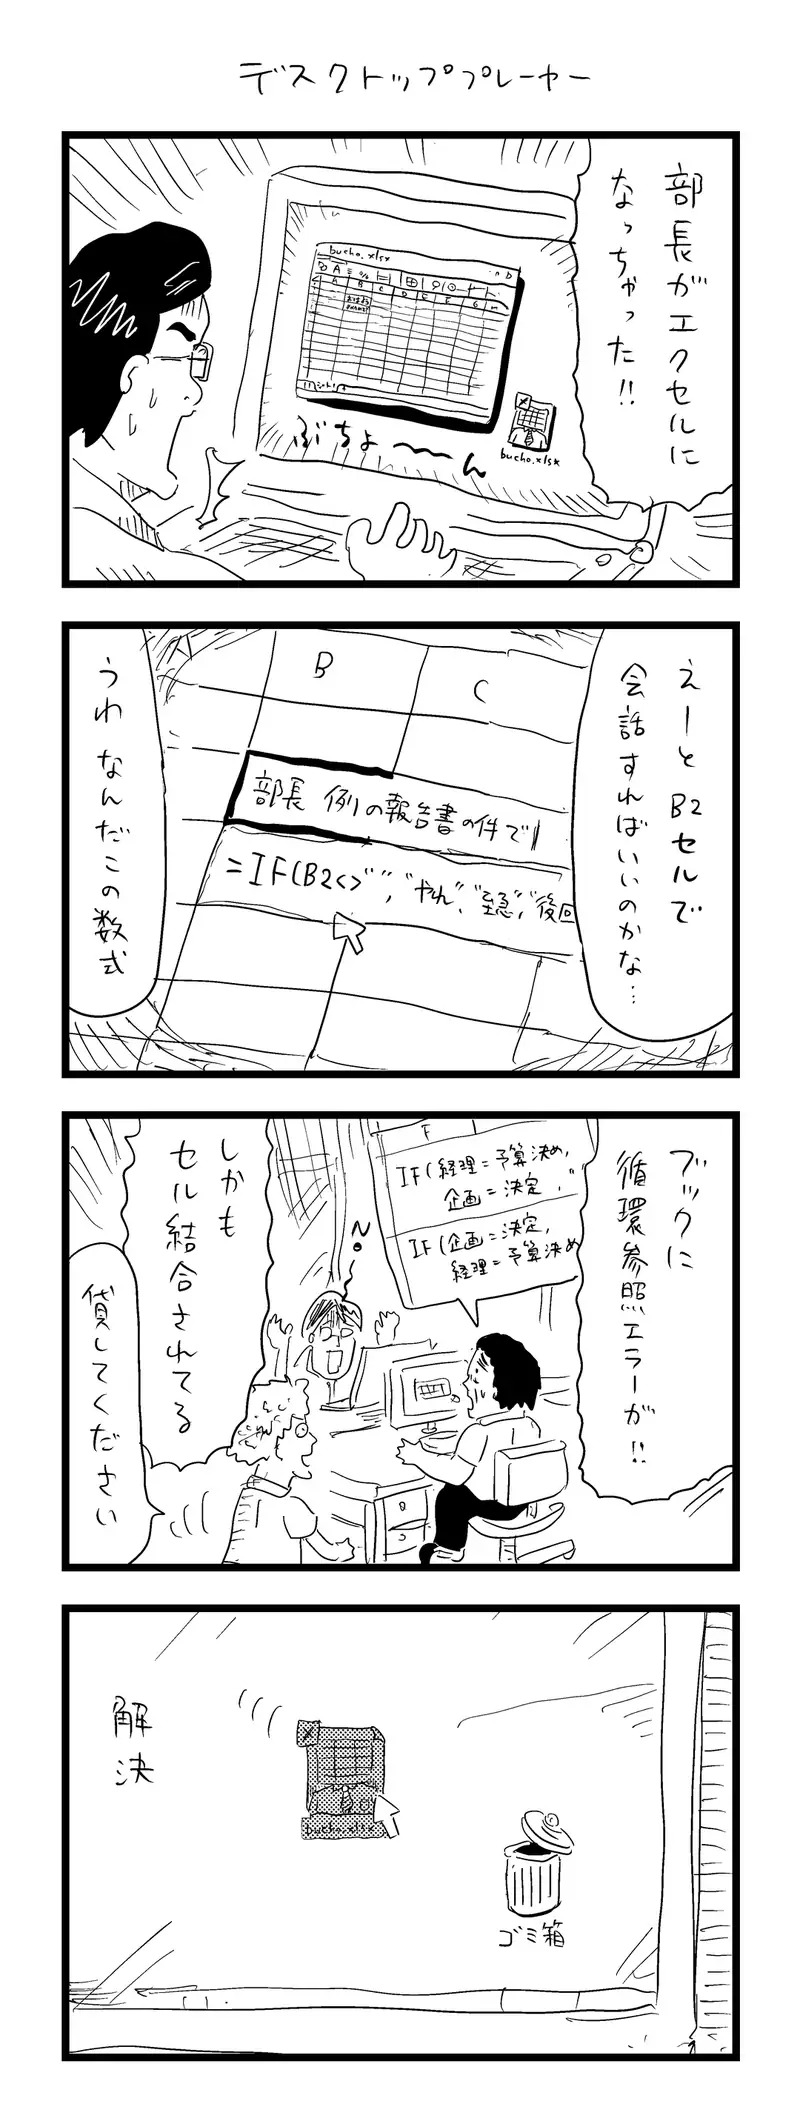 デスクトッププレーヤー
部長がエクセルに
なっちゃった!!
bucho.xlsx
A B C D E F G H
ぶちょ〜〜ん
bucho.xlsx
えーとB2セルで
会話すればいいのかな…
B
C
部長 例の報告書の件で
=IF(B2<>"","やれ","至急","後回
うわ なんだこの数式
ブックに
循環参照エラーが!!
F
IF(経理=予算決め,
企画=決定,"
IF(企画=決定,
経理=予算決め
しかも
セル結合されてる
貸してください
解決
bucho.xlsx
ゴミ箱